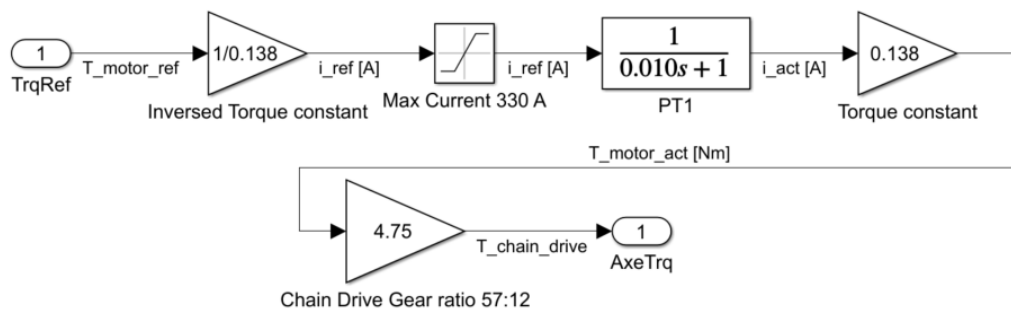 1
TrqRef
T_motor_ref
1/0.138
Inversed Torque constant
i_ref [A]
Max Current 330 A
i_ref [A]
1
0.010s + 1
PT1
i_act [A]
0.138
Torque constant
T_motor_act [Nm]
4.75
Chain Drive Gear ratio 57:12
T_chain_drive
1
AxeTrq